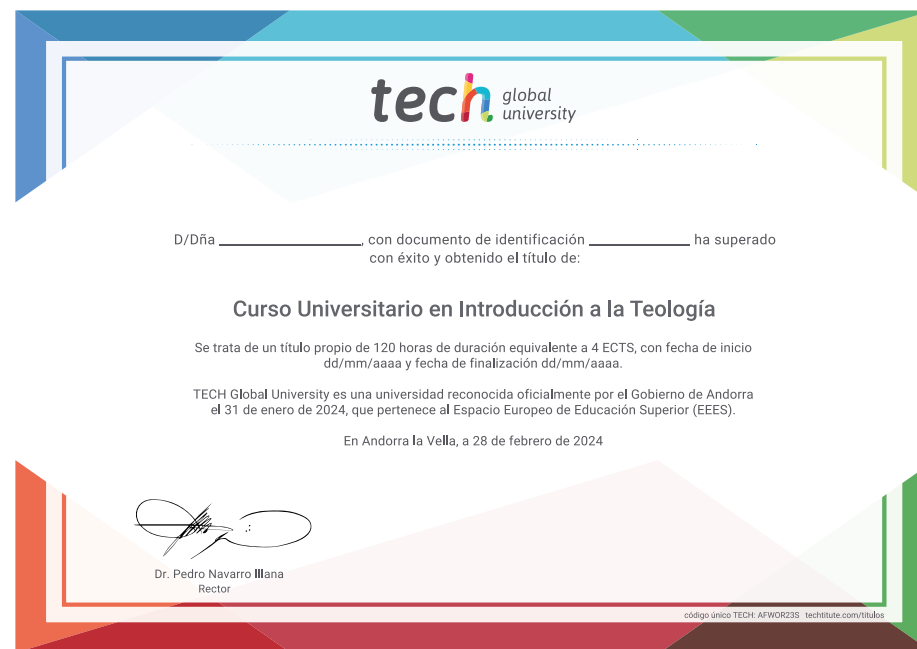 tech global university
D/Dña ______________, con documento de identificación __________ ha superado
con éxito y obtenido el título de:
Curso Universitario en Introducción a la Teología
Se trata de un título propio de 120 horas de duración equivalente a 4 ECTS, con fecha de inicio
dd/mm/aaaa y fecha de finalización dd/mm/aaaa.
TECH Global University es una universidad reconocida oficialmente por el Gobierno de Andorra
el 31 de enero de 2024, que pertenece al Espacio Europeo de Educación Superior (EEES).
En Andorra la Vella, a 28 de febrero de 2024
Dr. Pedro Navarro Illana
Rector
código único TECH: AFWOR23S techtitute.com/titulos